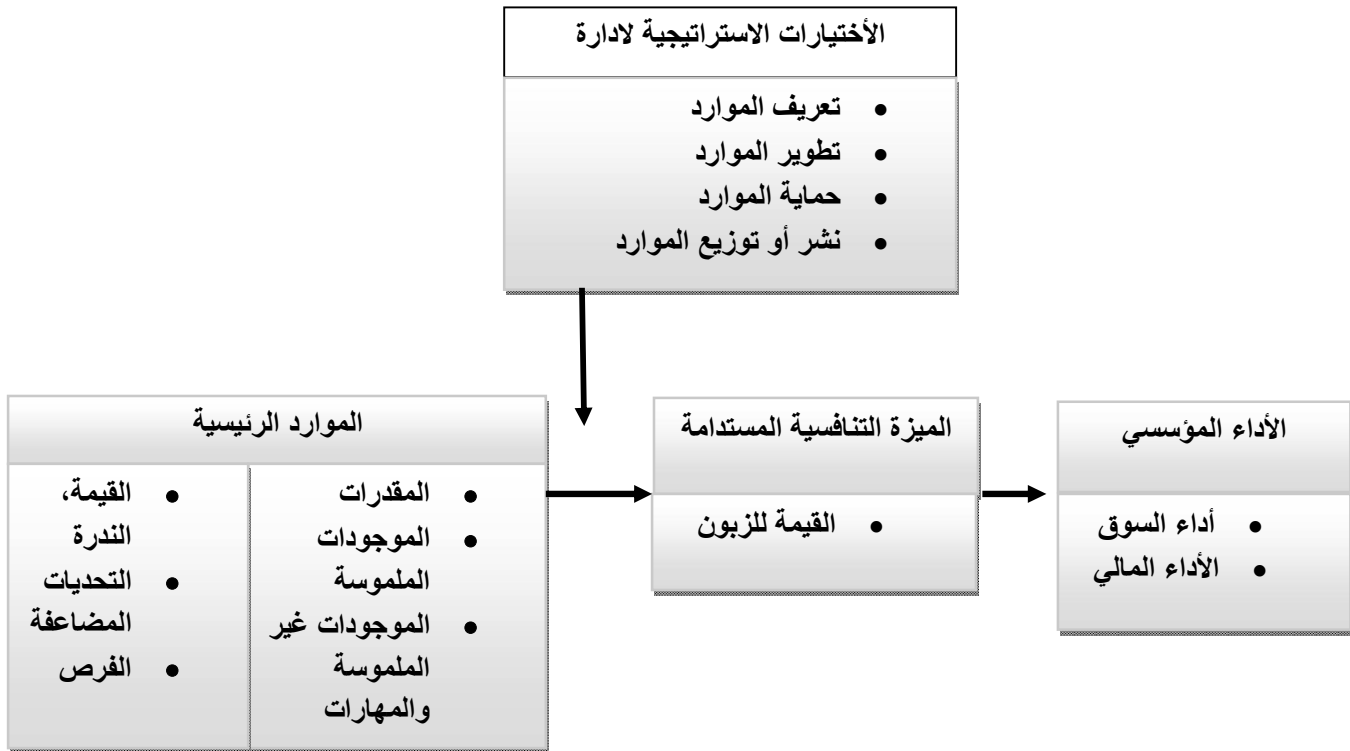 الأختيارات الاستراتيجية لادارة
• تعريف الموارد
• تطوير الموارد
• حماية الموارد
• نشر أو توزيع الموارد
الموارد الرئيسية
• المقدرات
• الموجودات
الملموسة
• الموجودات غير
الملموسة
والمهارات
• القيمة،
الندرة
• التحديات
المضاعفة
• الفرص
الميزة التنافسية المستدامة
• القيمة للزبون
الأداء المؤسسي
• أداء السوق
• الأداء المالي